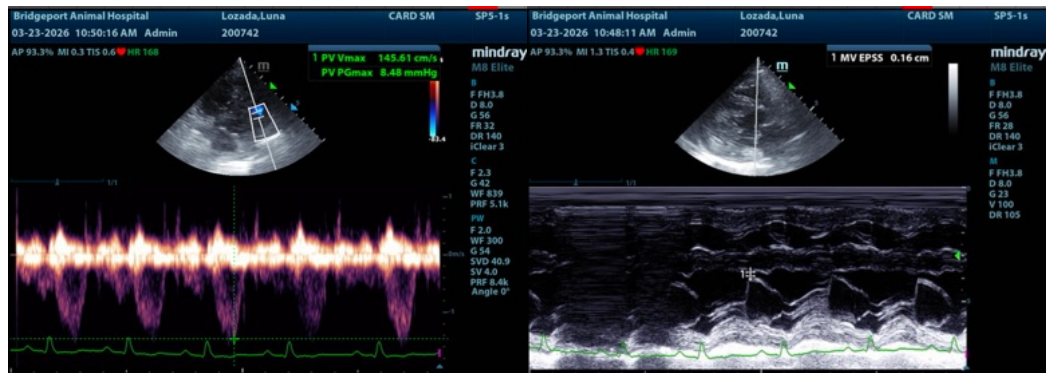 Bridgeport Animal Hospital Lozada,Luna CARD SM SP5-1s
03-23-2026 10:50:16 AM Admin 200742
AP 93.3% MI 0.3 TIS 0.6 HR 168
1 PV Vmax 145.61 cm/s
PV PGmax 8.48 mmHg
mindray
M8 Elite
m
B
F FH3.8
D 8.0
G 56
FR 32
DR 140
iClear 3
C
F 2.3
G 42
WF 839
PRF 5.1k
PW
F 2.0
WF 300
G 54
SVD 40.9
SV 4.0
PRF 8.4k
Angle 0°
1/1
Bridgeport Animal Hospital Lozada,Luna CARD SM SP5-1s
03-23-2026 10:48:11 AM Admin 200742
AP 93.3% MI 1.3 TIS 0.4 HR 169
1 MV EPSS 0.16 cm
mindray
M8 Elite
m
B
F FH3.8
D 8.0
G 56
FR 28
DR 140
iClear 3
M
F FH3.8
D 8.0
G 23
V 100
DR 105
1/1
1